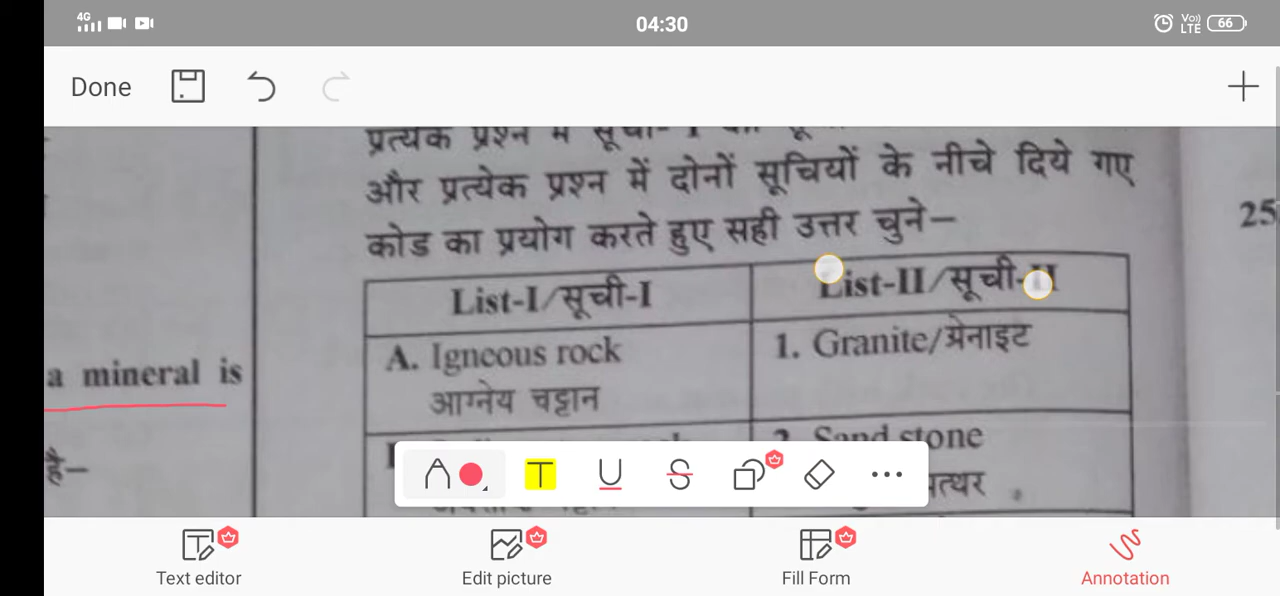 4G
04:30
Vo))
LTE
66
Done
और प्रत्येक प्रश्न में दोनों सूचियों के नीचे दिये गए
कोड का प्रयोग करते हुए सही उत्तर चुने–
25
List-I/सूची-I
List-II/सूची-II
A. Igneous rock
आग्नेय चट्टान
1. Granite/ग्रेनाइट
a mineral is
है–
2. Sand stone
T
U
S
Text editor
Edit picture
Fill Form
Annotation